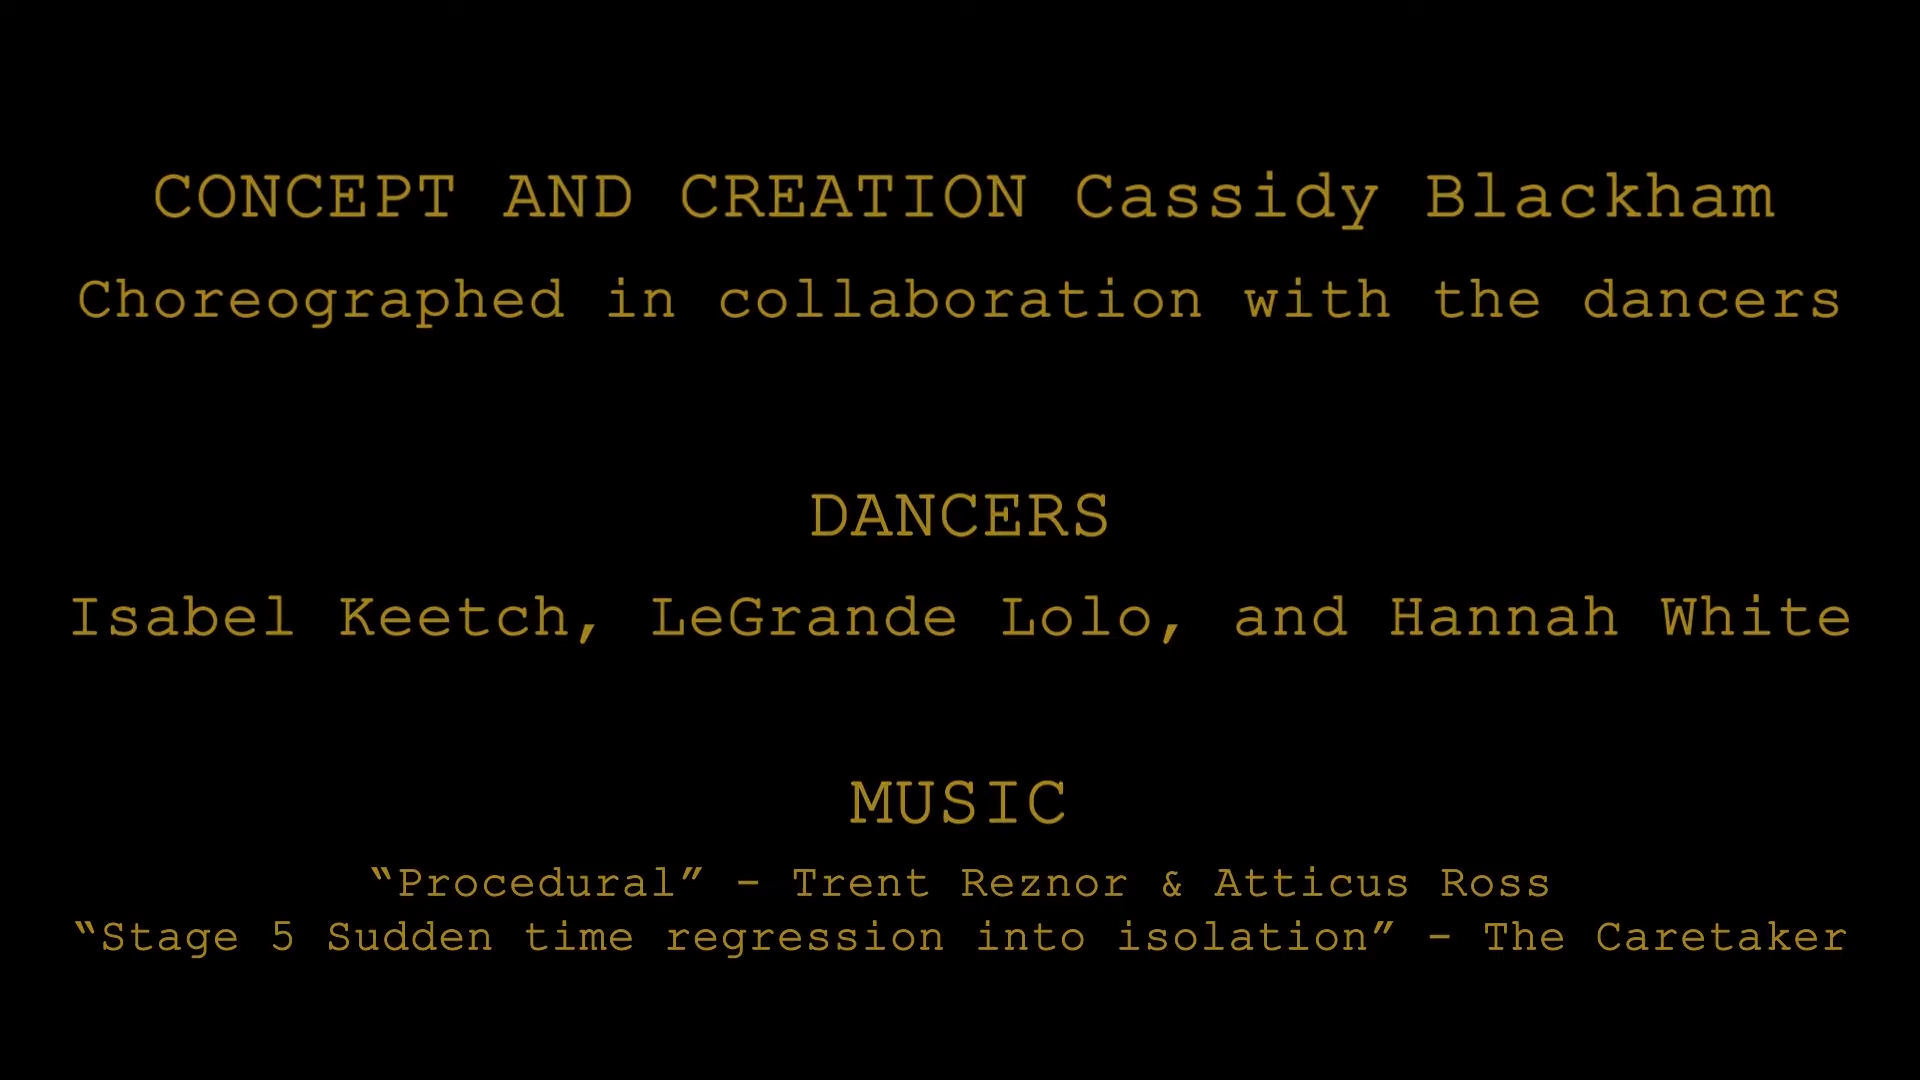 CONCEPT AND CREATION Cassidy Blackham
Choreographed in collaboration with the dancers
DANCERS
Isabel Keetch, LeGrande Lolo, and Hannah White
MUSIC
“Procedural” - Trent Reznor & Atticus Ross
“Stage 5 Sudden time regression into isolation” - The Caretaker